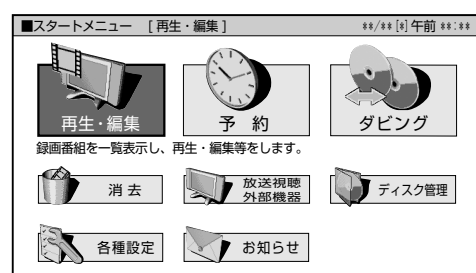 ■スタートメニュー　[ 再生・編集 ]　**/** [*] 午前 **:**
再生・編集　予 約　ダビング
録画番組を一覧表示し、再生・編集等をします。
消 去　放送視聴　ディスク管理
外部機器
各種設定　お知らせ